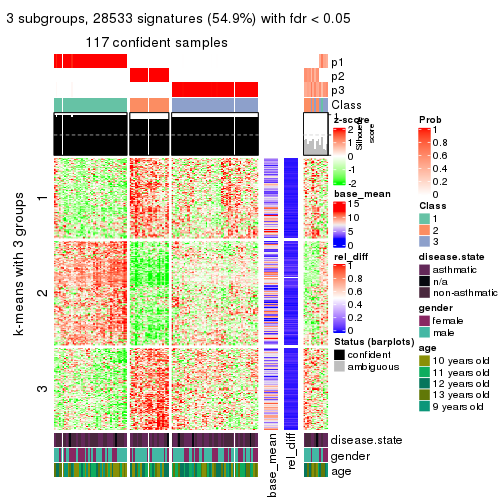 3 subgroups, 28533 signatures (54.9%) with fdr < 0.05
117 confident samples
p1
p2
p3
Class
Silhouette
score
1
2
3
k-means with 3 groups
disease.state
gender
age
base_mean
rel_diff
z-score
2
1
0
-1
-2
base_mean
15
10
5
0
rel_diff
1
0.8
0.6
0.4
0.2
0
Status (barplots)
confident
ambiguous
Prob
1
0.8
0.6
0.4
0.2
0
Class
1
2
3
disease.state
asthmatic
n/a
non-asthmatic
gender
female
male
age
10 years old
11 years old
12 years old
13 years old
9 years old